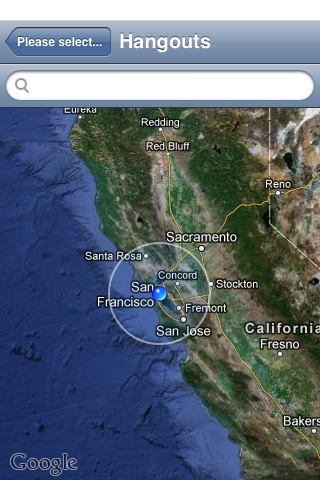 Please select...
Hangouts
Eureka
Redding
Red Bluff
Reno
Sacramento
Santa Rosa
Concord
Stockton
San
Francisco
Fremont
San Jose
California
Fresno
Bakers
Google